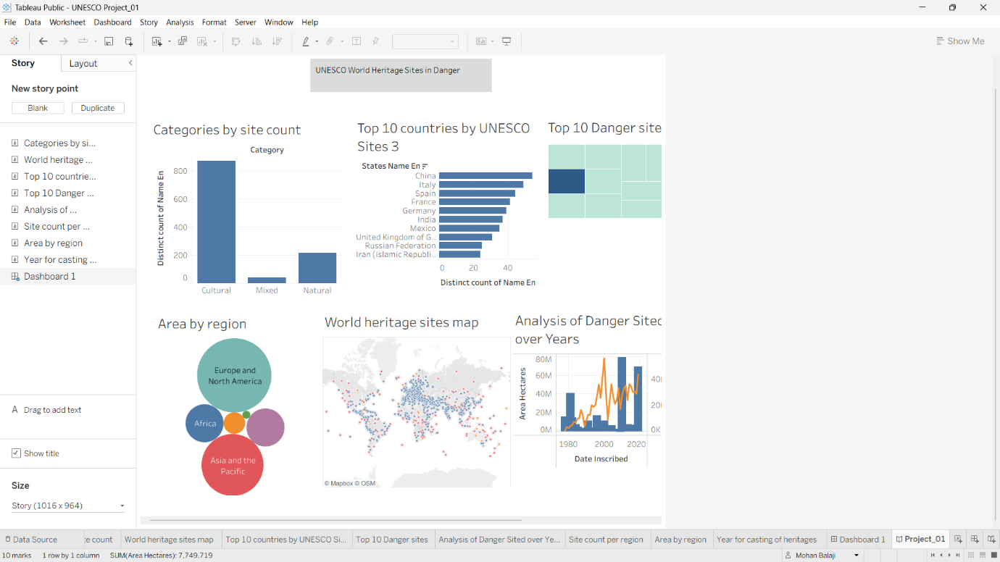 Tableau Public - UNESCO Project_01
File Data Worksheet Dashboard Story Analysis Format Server Window Help
Show Me
Story Layout
New story point
Blank Duplicate
Categories by si...
World heritage ...
Top 10 countrie...
Top 10 Danger ...
Analysis of ...
Site count per ...
Area by region
Year for casting ...
Dashboard 1
A Drag to add text
Show title
Size
Story (1016 x 964)
UNESCO World Heritage Sites in Danger
Categories by site count
Category
Distinct count of Name En
800
600
400
200
0
Cultural Mixed Natural
Top 10 countries by UNESCO
Sites 3
States Name En
China
Italy
Spain
France
Germany
India
Mexico
United Kingdom of G..
Russian Federation
Iran (Islamic Republi..
0 20 40
Distinct count of Name En
Top 10 Danger site
Area by region
Europe and
North America
Africa
Asia and the
Pacific
World heritage sites map
© Mapbox © OSM
Analysis of Danger Sited
over Years
Area Hectares
80M
60M
40M
20M
0M
40
20
0K
1980 2000 2020
Date Inscribed
Data Source te count World heritage sites map Top 10 countries by UNESCO Si... Top 10 Danger sites Analysis of Danger Sited over Ye... Site count per region Area by region Year for casting of heritages Dashboard 1 Project_01
10 marks 1 row by 1 column SUM(Area Hectares): 7,749,719 Mohan Balaji